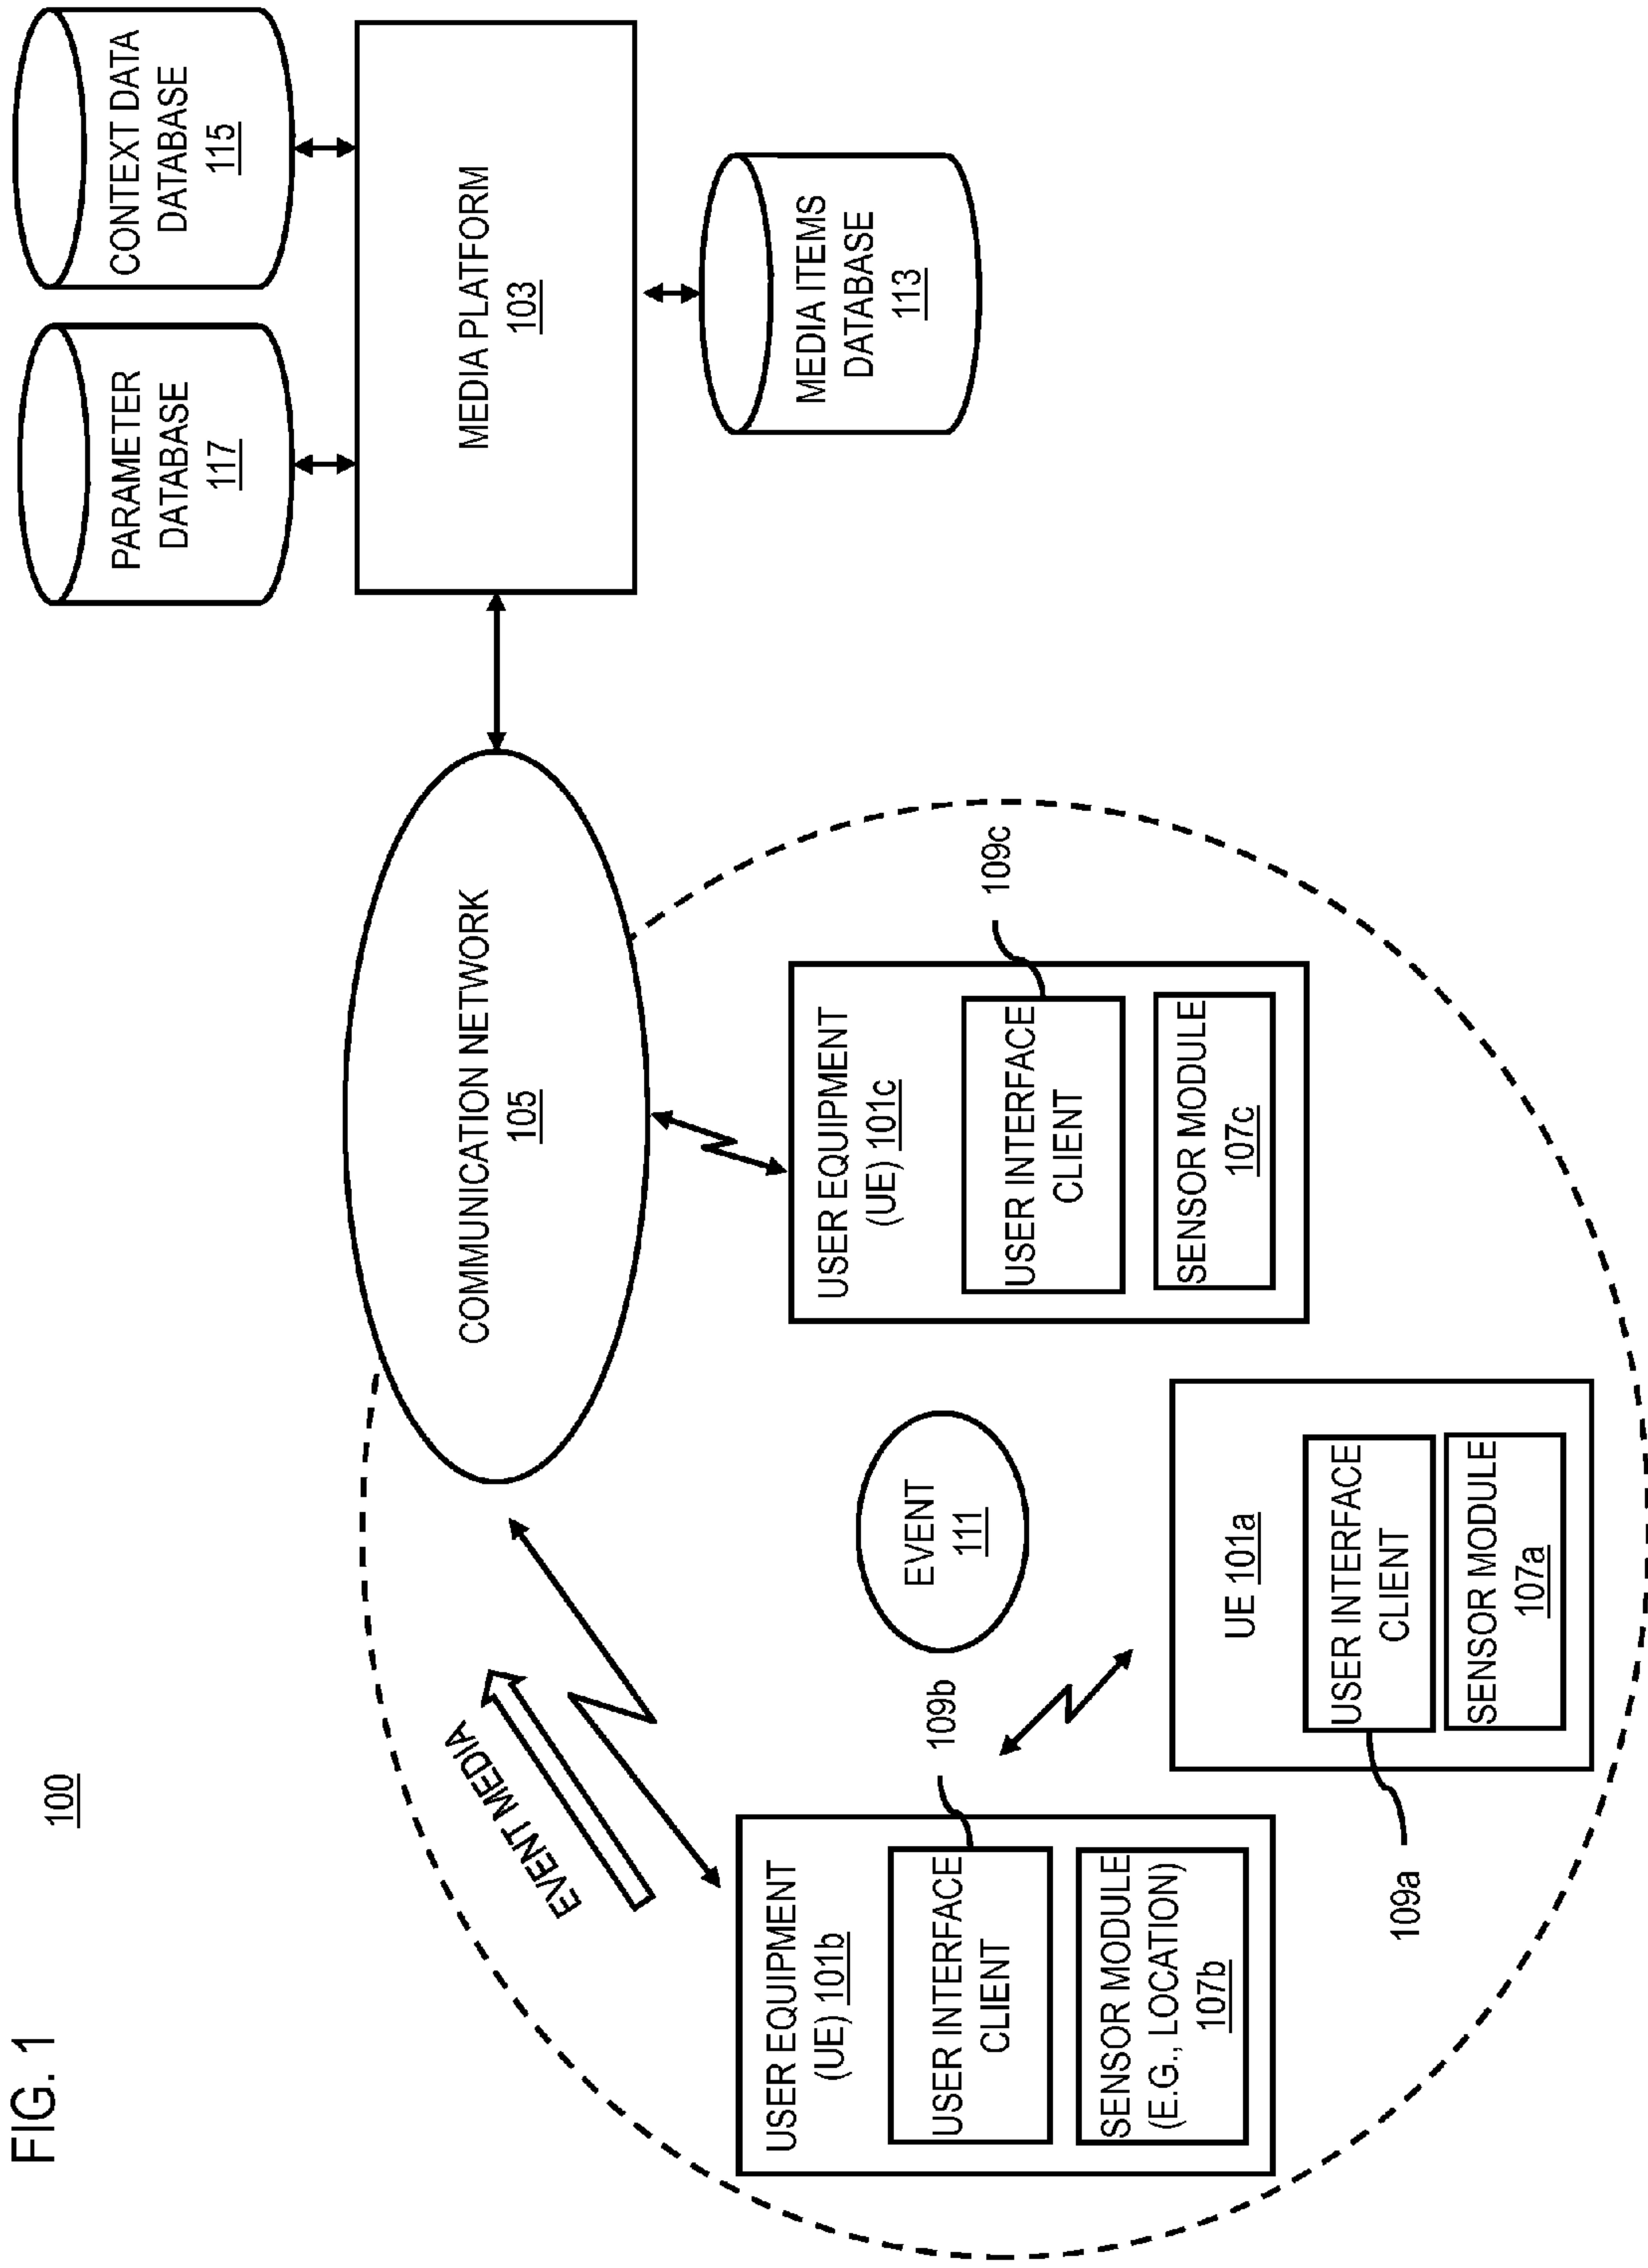 FIG. 1
100
PARAMETER
DATABASE
117
CONTEXT DATA
DATABASE
115
MEDIA PLATFORM
103
MEDIA ITEMS
DATABASE
113
COMMUNICATION NETWORK
105
EVENT MEDIA
USER EQUIPMENT
(UE) 101b
109b
USER INTERFACE
CLIENT
SENSOR MODULE
(E.G., LOCATION)
107b
EVENT
111
USER EQUIPMENT
(UE) 101c
109c
USER INTERFACE
CLIENT
SENSOR MODULE
107c
UE 101a
USER INTERFACE
CLIENT
109a
SENSOR MODULE
107a